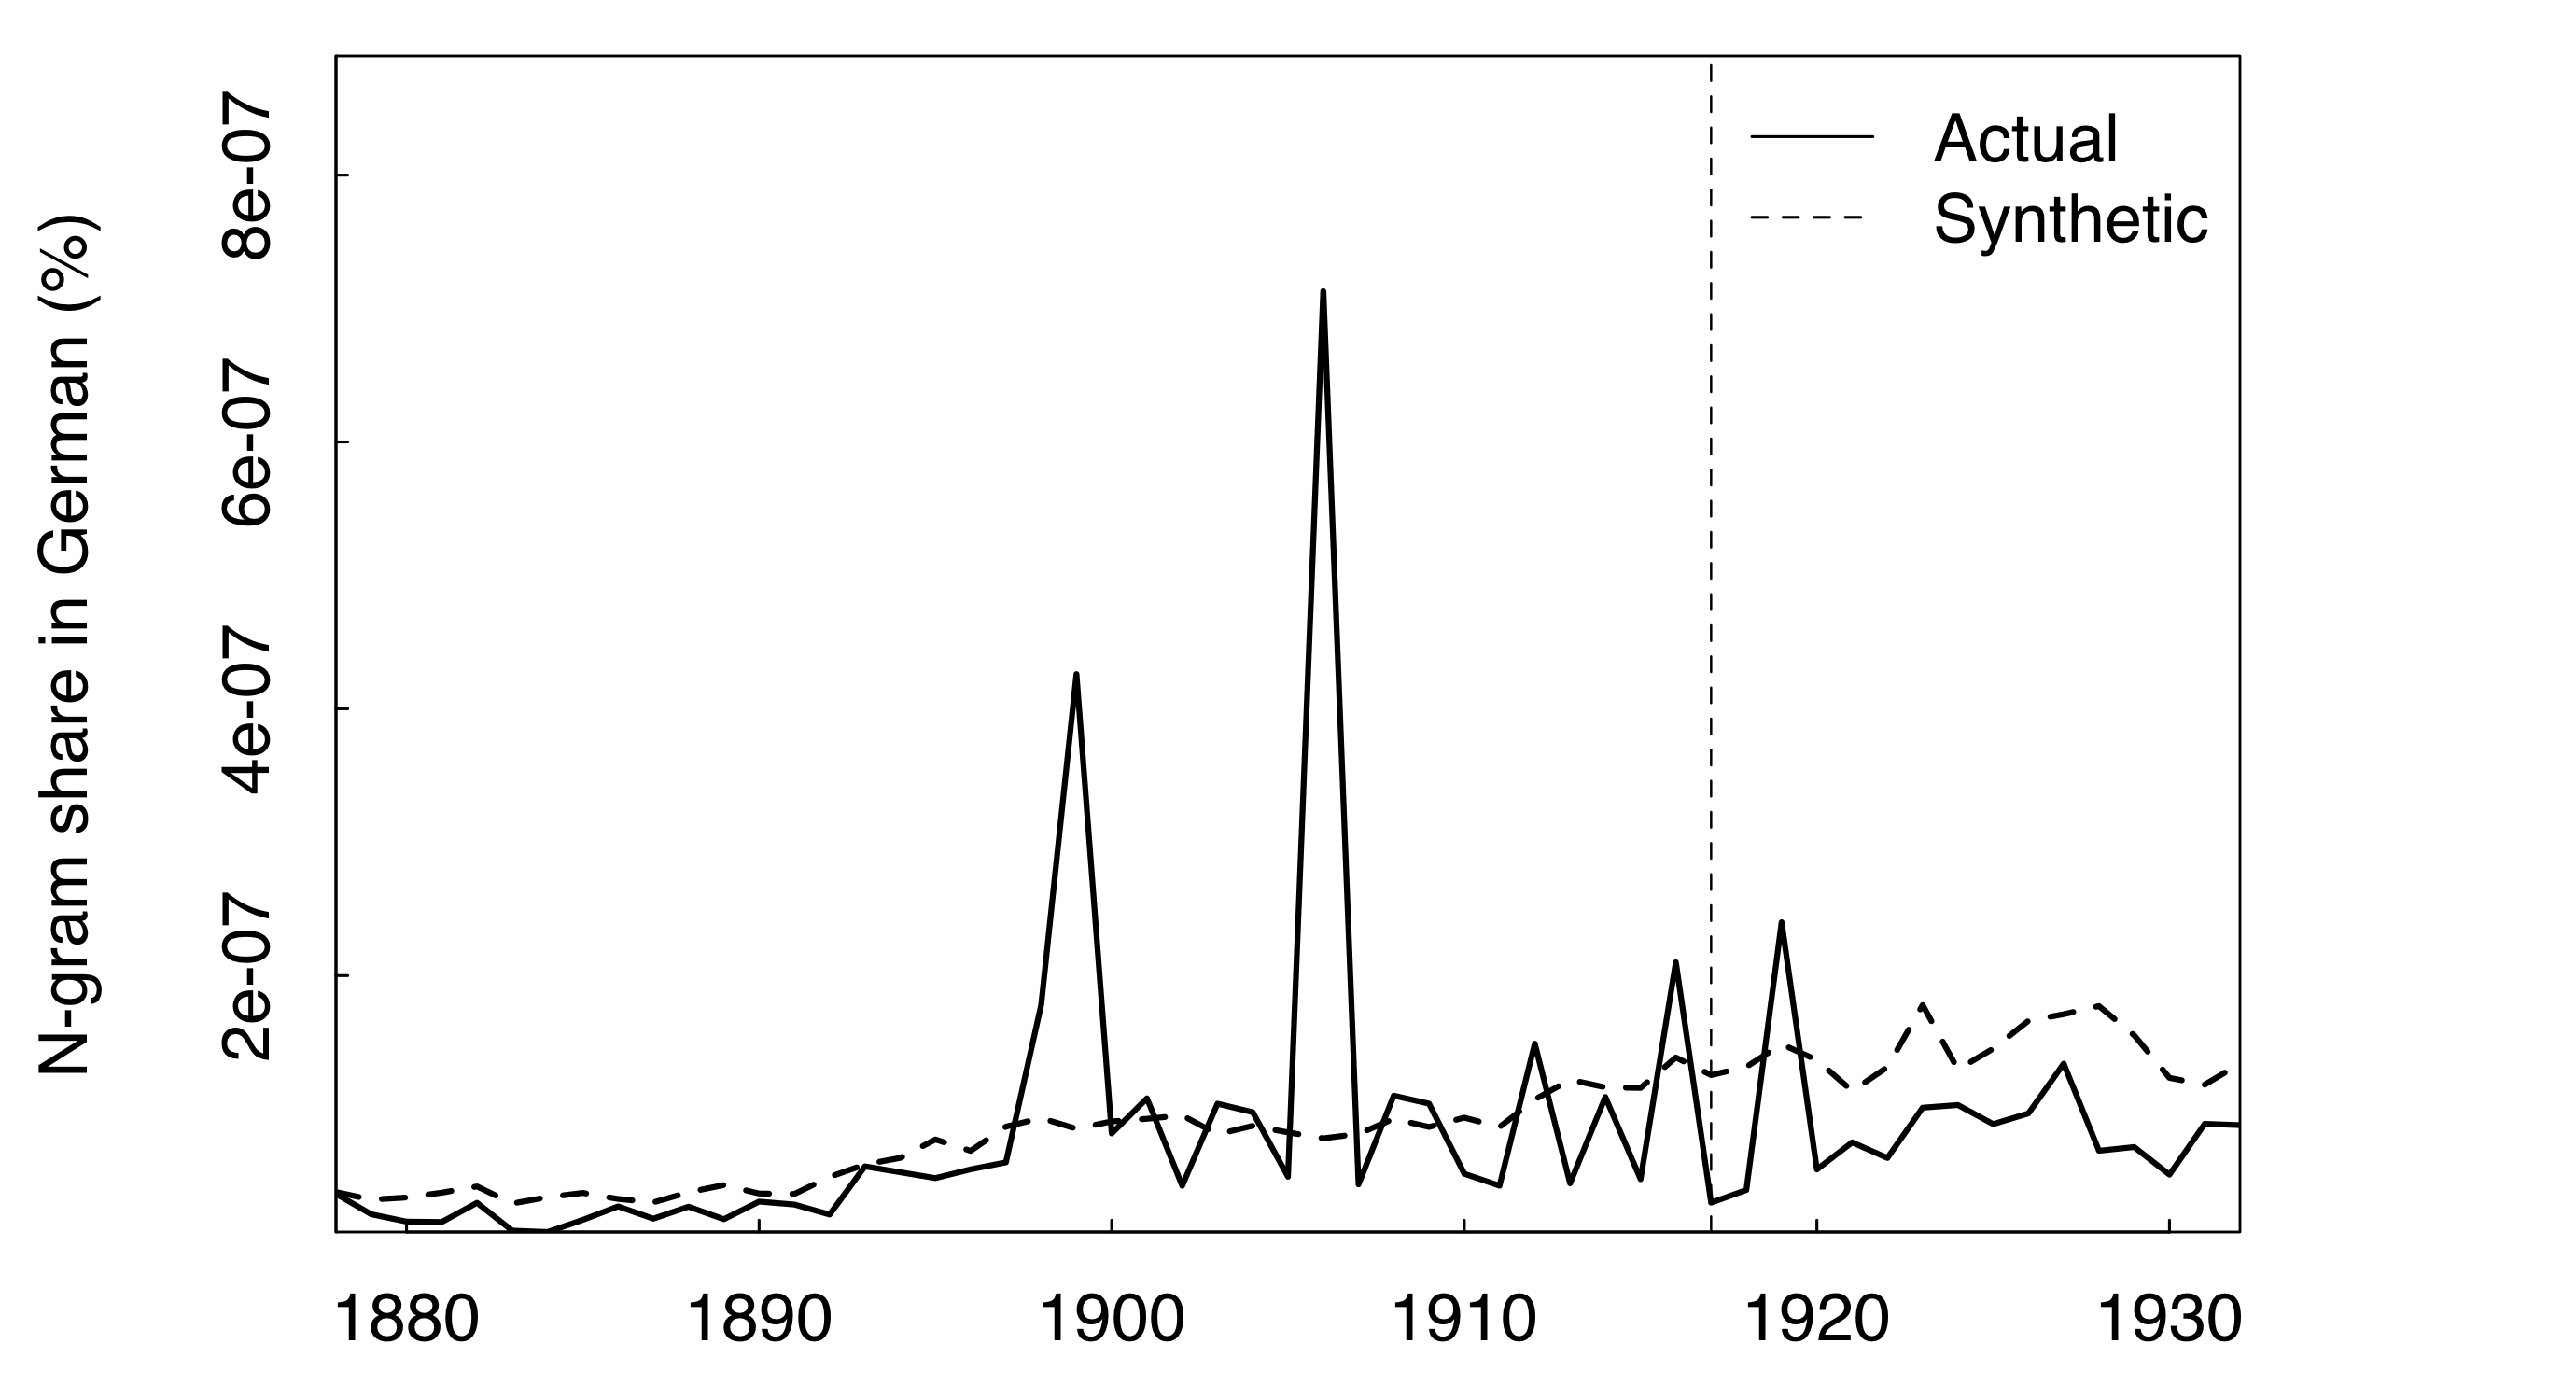 N-gram share in German (%)
8e-07
6e-07
4e-07
2e-07
Actual
Synthetic
1880 1890 1900 1910 1920 1930